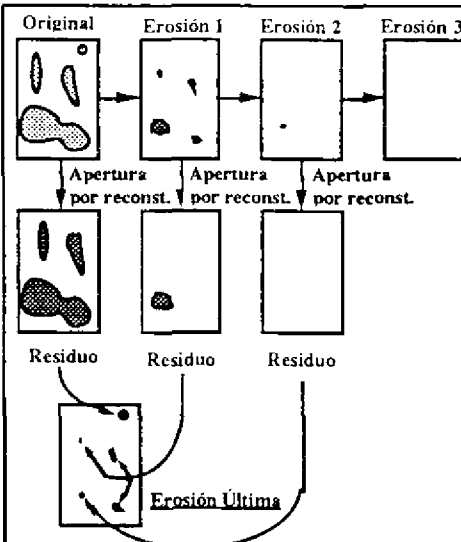 Original
Erosión 1
Erosión 2
Erosión 3
Apertura
por reconst.
Apertura
por reconst.
Apertura
por reconst.
Residuo
Residuo
Residuo
Erosión Última